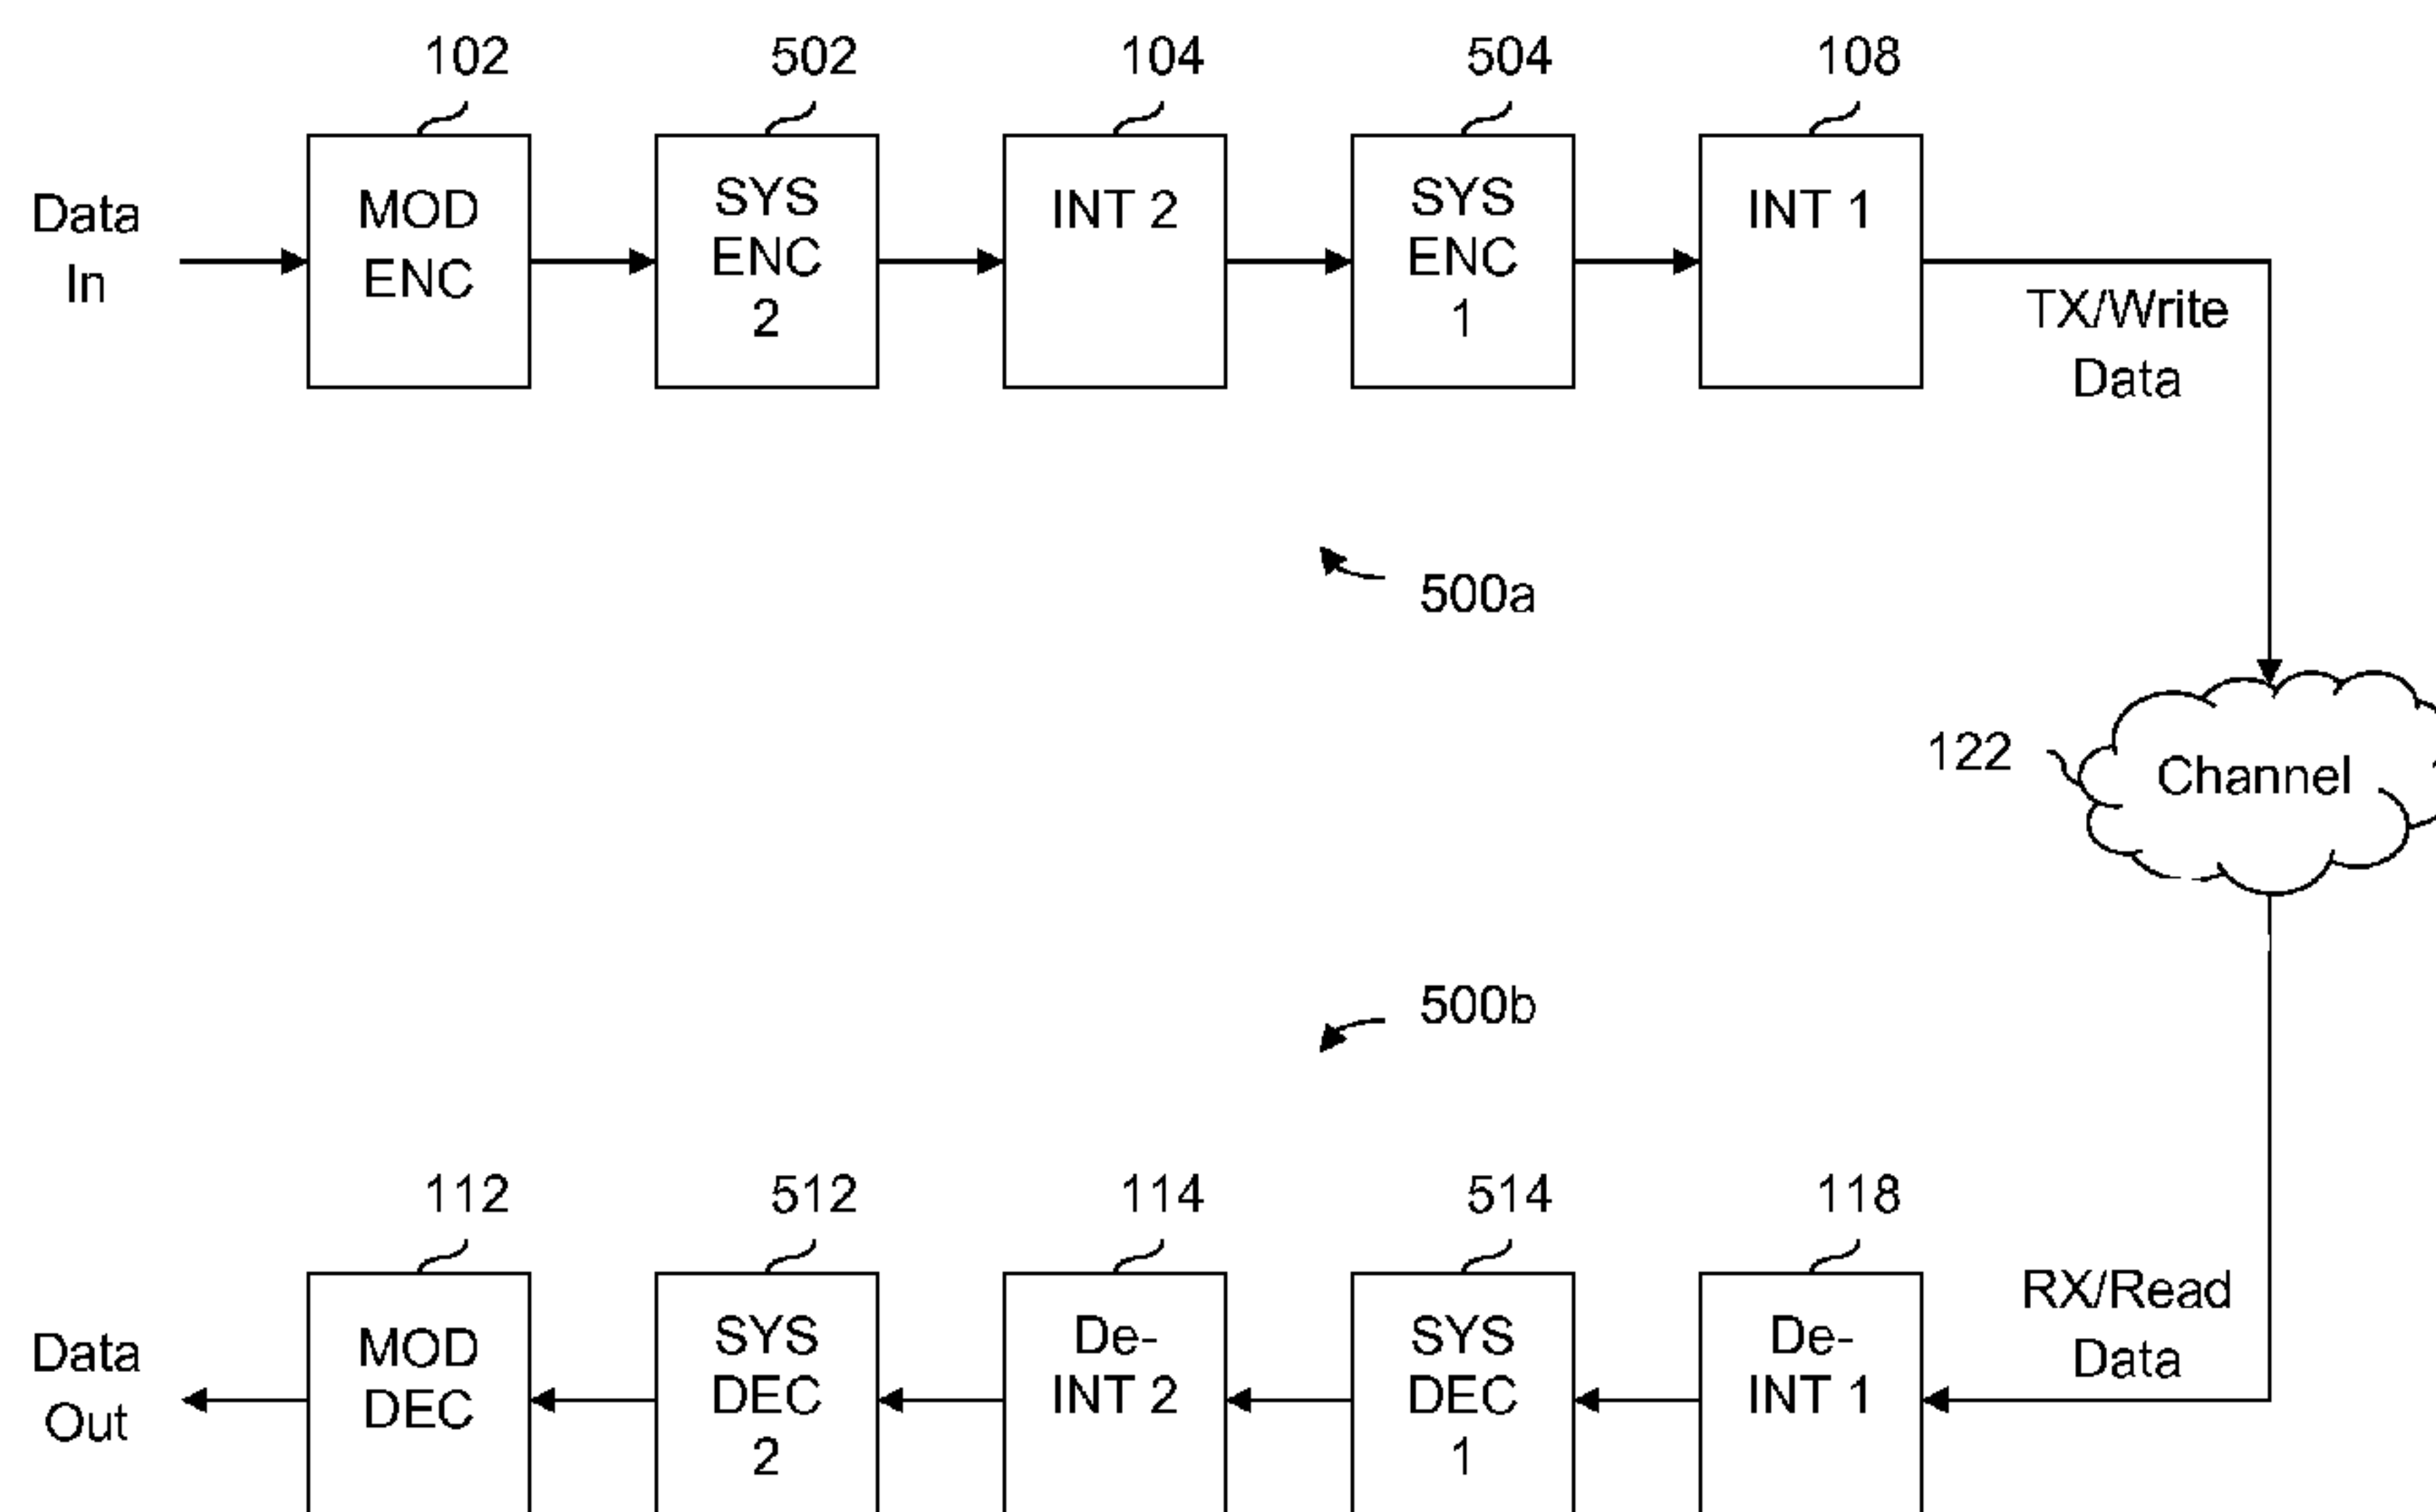 102
502
104
504
108
Data
In
MOD
ENC
SYS
ENC
2
INT 2
SYS
ENC
1
INT 1
TX/Write
Data
500a
122
Channel
500b
112
512
114
514
118
Data
Out
MOD
DEC
SYS
DEC
2
De-
INT 2
SYS
DEC
1
De-
INT 1
RX/Read
Data